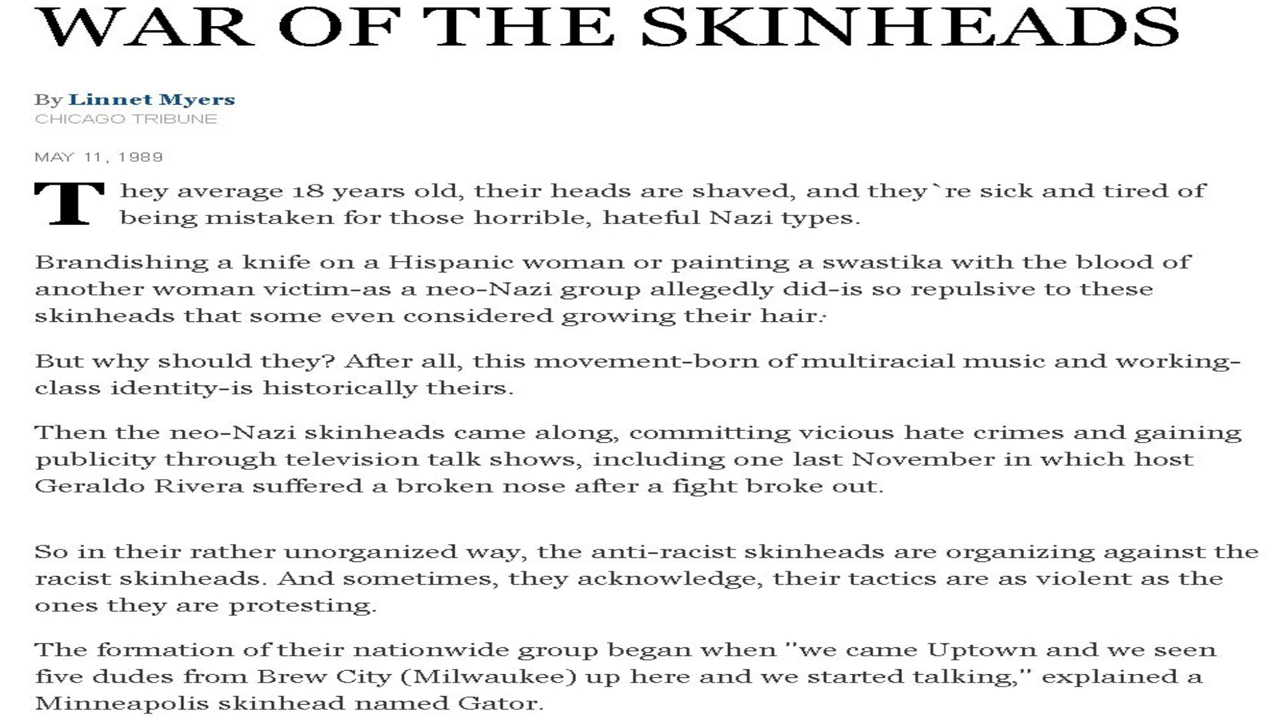 WAR OF THE SKINHEADS
By Linnet Myers
CHICAGO TRIBUNE
MAY 11, 1989
They average 18 years old, their heads are shaved, and they`re sick and tired of
being mistaken for those horrible, hateful Nazi types.
Brandishing a knife on a Hispanic woman or painting a swastika with the blood of
another woman victim-as a neo-Nazi group allegedly did-is so repulsive to these
skinheads that some even considered growing their hair.
But why should they? After all, this movement-born of multiracial music and working-
class identity-is historically theirs.
Then the neo-Nazi skinheads came along, committing vicious hate crimes and gaining
publicity through television talk shows, including one last November in which host
Geraldo Rivera suffered a broken nose after a fight broke out.
So in their rather unorganized way, the anti-racist skinheads are organizing against the
racist skinheads. And sometimes, they acknowledge, their tactics are as violent as the
ones they are protesting.
The formation of their nationwide group began when "we came Uptown and we seen
five dudes from Brew City (Milwaukee) up here and we started talking," explained a
Minneapolis skinhead named Gator.